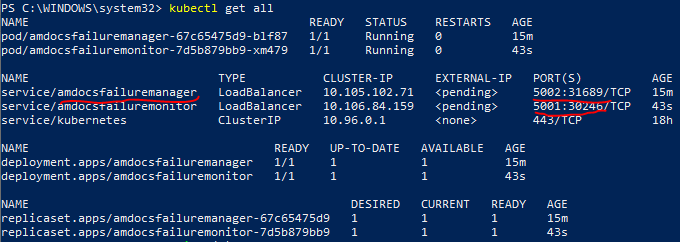 PS C:\WINDOWS\system32> kubectl get all
NAME READY STATUS RESTARTS AGE
pod/amdocsfailuremanager-67c65475d9-blf87 1/1 Running 0 15m
pod/amdocsfailuremonitor-7d5b879bb9-xm479 1/1 Running 0 43s
NAME TYPE CLUSTER-IP EXTERNAL-IP PORT(S) AGE
service/amdocsfailuremanager LoadBalancer 10.105.102.71 <pending> 5002:31689/TCP 15m
service/amdocsfailuremonitor LoadBalancer 10.106.84.159 <pending> 5001:30246/TCP 43s
service/kubernetes ClusterIP 10.96.0.1 <none> 443/TCP 18h
NAME READY UP-TO-DATE AVAILABLE AGE
deployment.apps/amdocsfailuremanager 1/1 1 1 15m
deployment.apps/amdocsfailuremonitor 1/1 1 1 43s
NAME DESIRED CURRENT READY AGE
replicaset.apps/amdocsfailuremanager-67c65475d9 1 1 1 15m
replicaset.apps/amdocsfailuremonitor-7d5b879bb9 1 1 1 43s